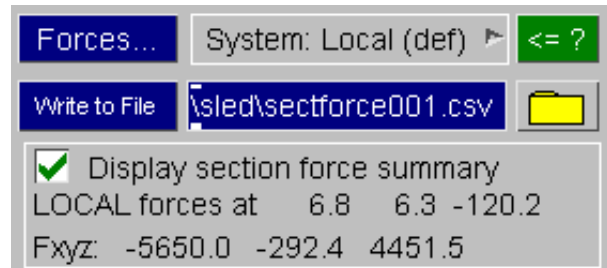 Forces... System: Local (def) <= ?
Write to File \sled\sectforce001.csv
Display section force summary
LOCAL forces at 6.8 6.3 -120.2
Fxyz: -5650.0 -292.4 4451.5